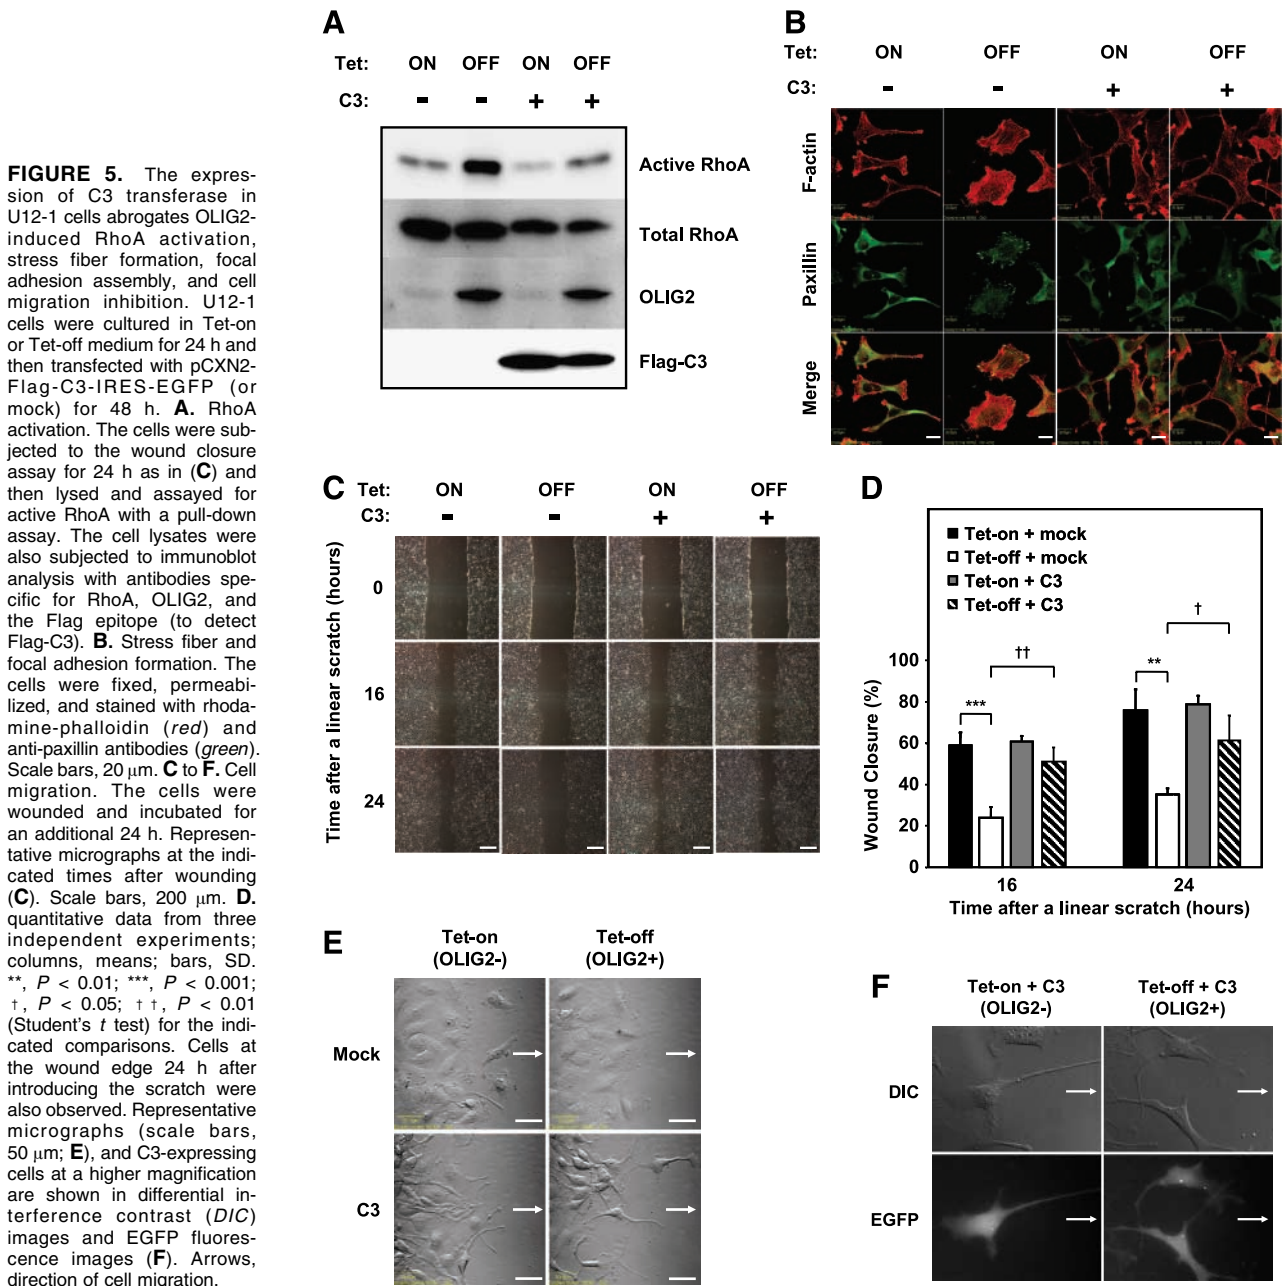 FIGURE 5. The expres-
sion of C3 transferase in
U12-1 cells abrogates OLIG2-
induced RhoA activation,
stress fiber formation, focal
adhesion assembly, and cell
migration inhibition. U12-1
cells were cultured in Tet-on
or Tet-off medium for 24 h and
then transfected with pCXN2-
Flag-C3-IRES-EGFP (or
mock) for 48 h. A. RhoA
activation. The cells were sub-
jected to the wound closure
assay for 24 h as in (C) and
then lysed and assayed for
active RhoA with a pull-down
assay. The cell lysates were
also subjected to immunoblot
analysis with antibodies spe-
cific for RhoA, OLIG2, and
the Flag epitope (to detect
Flag-C3). B. Stress fiber and
focal adhesion formation. The
cells were fixed, permeabi-
lized, and stained with rhoda-
mine-phalloidin (red) and
anti-paxillin antibodies (green).
Scale bars, 20 μm. C to F. Cell
migration. The cells were
wounded and incubated for
an additional 24 h. Represen-
tative micrographs at the indi-
cated times after wounding
(C). Scale bars, 200 μm. D.
quantitative data from three
independent experiments;
columns, means; bars, SD.
**, P < 0.01; ***, P < 0.001;
†, P < 0.05; ††, P < 0.01
(Student's t test) for the indi-
cated comparisons. Cells at
the wound edge 24 h after
introducing the scratch were
also observed. Representative
micrographs (scale bars,
50 μm; E), and C3-expressing
cells at a higher magnification
are shown in differential in-
terference contrast (DIC)
images and EGFP fluores-
cence images (F). Arrows,
direction of cell migration.
A
Tet: ON OFF ON OFF
C3: - - + +
Active RhoA
Total RhoA
OLIG2
Flag-C3
B
Tet: ON OFF ON OFF
C3: - - + +
F-actin
Paxillin
Merge
C
Tet: ON OFF ON OFF
C3: - - + +
Time after a linear scratch (hours)
0
16
24
D
Tet-on + mock
Tet-off + mock
Tet-on + C3
Tet-off + C3
†
†† **
***
Wound Closure (%)
100
80
60
40
20
0
16 24
Time after a linear scratch (hours)
E
Tet-on Tet-off
(OLIG2-) (OLIG2+)
Mock
C3
F
Tet-on + C3 Tet-off + C3
(OLIG2-) (OLIG2+)
DIC
EGFP